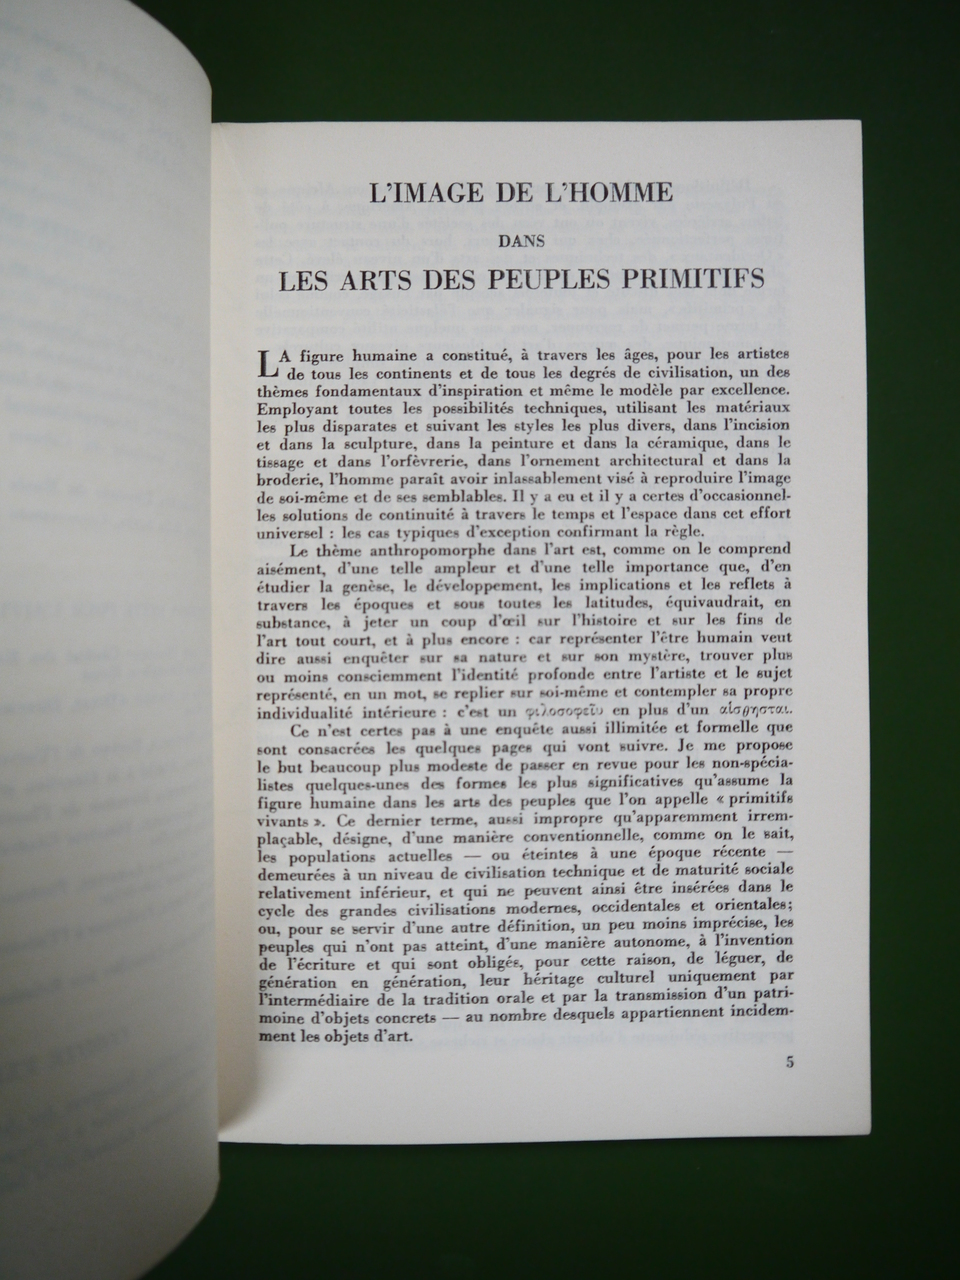 L'IMAGE DE L'HOMME
DANS
LES ARTS DES PEUPLES PRIMITIFS
LA figure humaine a constitué, à travers les âges, pour les artistes
de tous les continents et de tous les degrés de civilisation, un des
thèmes fondamentaux d'inspiration et même le modèle par excellence.
Employant toutes les possibilités techniques, utilisant les matériaux
les plus disparates et suivant les styles les plus divers, dans l'incision
et dans la sculpture, dans la peinture et dans la céramique, dans le
tissage et dans l'orfèvrerie, dans l'ornement architectural et dans la
broderie, l'homme paraît avoir inlassablement visé à reproduire l'image
de soi-même et de ses semblables. Il y a eu et il y a certes d'occasionnel-
les solutions de continuité à travers le temps et l'espace dans cet effort
universel : les cas typiques d'exception confirmant la règle.
Le thème anthropomorphe dans l'art est, comme on le comprend
aisément, d'une telle ampleur et d'une telle importance que, d'en
étudier la genèse, le développement, les implications et les reflets à
travers les époques et sous toutes les latitudes, équivaudrait, en
substance, à jeter un coup d'œil sur l'histoire et sur les fins de
l'art tout court, et à plus encore : car représenter l'être humain veut
dire aussi enquêter sur sa nature et sur son mystère, trouver plus
ou moins consciemment l'identité profonde entre l'artiste et le sujet
représenté, en un mot, se replier sur soi-même et contempler sa propre
individualité intérieure : c'est un φιλοσοφεῖυ en plus d'un αἰσϑησται.
Ce n'est certes pas à une enquête aussi illimitée et formelle que
sont consacrées les quelques pages qui vont suivre. Je me propose
le but beaucoup plus modeste de passer en revue pour les non-spécia-
listes quelques-unes des formes les plus significatives qu'assume la
figure humaine dans les arts des peuples que l'on appelle « primitifs
vivants ». Ce dernier terme, aussi impropre qu'apparemment irrem-
plaçable, désigne, d'une manière conventionnelle, comme on le sait,
les populations actuelles — ou éteintes à une époque récente —
demeurées à un niveau de civilisation technique et de maturité sociale
relativement inférieur, et qui ne peuvent ainsi être insérées dans le
cycle des grandes civilisations modernes, occidentales et orientales;
ou, pour se servir d'une autre définition, un peu moins imprécise, les
peuples qui n'ont pas atteint, d'une manière autonome, à l'invention
de l'écriture et qui sont obligés, pour cette raison, de léguer, de
génération en génération, leur héritage culturel uniquement par
l'intermédiaire de la tradition orale et par la transmission d'un patri-
moine d'objets concrets — au nombre desquels appartiennent incidem-
ment les objets d'art.
5